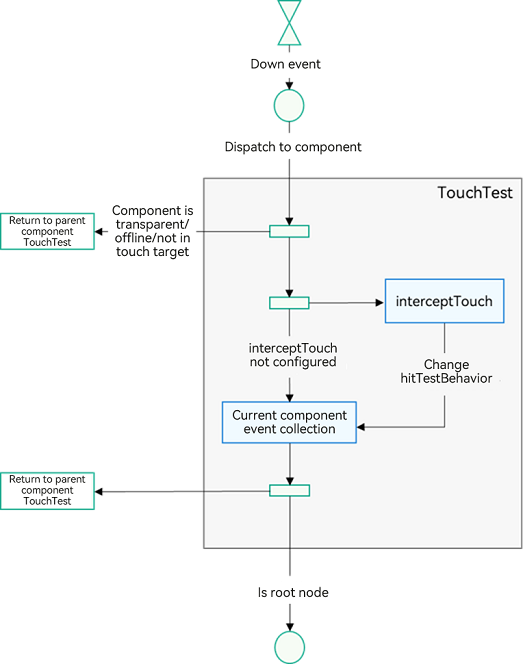 Down event
Dispatch to component
TouchTest
Component is
transparent/
offline/not in
touch target
Return to parent
component
TouchTest
interceptTouch
interceptTouch
not configured
Change
hitTestBehavior
Current component
event collection
Return to parent
component
TouchTest
Is root node